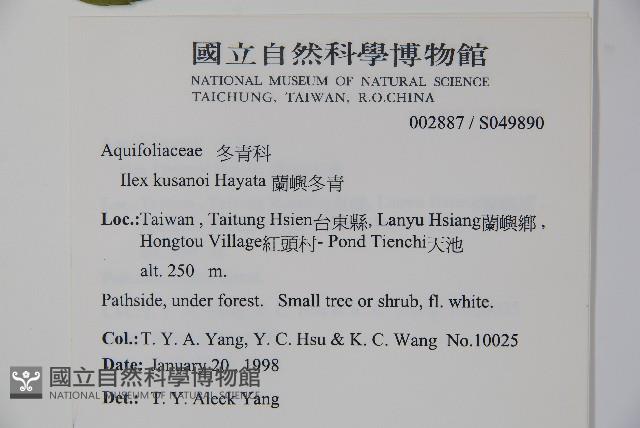 國立自然科學博物館
NATIONAL MUSEUM OF NATURAL SCIENCE
TAICHUNG, TAIWAN, R.O.CHINA
002887 / S049890
Aquifoliaceae 冬青科
Ilex kusanoi Hayata 蘭嶼冬青
Loc.:Taiwan , Taitung Hsien台東縣, Lanyu Hsiang蘭嶼鄉 ,
Hongtou Village紅頭村- Pond Tienchi天池
alt. 250 m.
Pathside, under forest. Small tree or shrub, fl. white.
Col.:T. Y. A. Yang, Y. C. Hsu & K. C. Wang No.10025
Date: January 20, 1998
國立自然科學博物館
NATIONAL MUSEUM OF NATURAL SCIENCE
Det.: T. Y. Aleck Yang